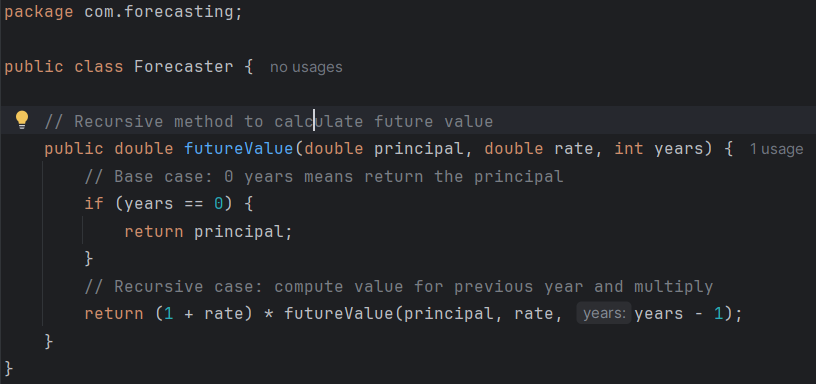 package com.forecasting;
public class Forecaster { no usages
// Recursive method to calculate future value
public double futureValue(double principal, double rate, int years) { 1 usage
// Base case: 0 years means return the principal
if (years == 0) {
return principal;
}
// Recursive case: compute value for previous year and multiply
return (1 + rate) * futureValue(principal, rate, years: years - 1);
}
}